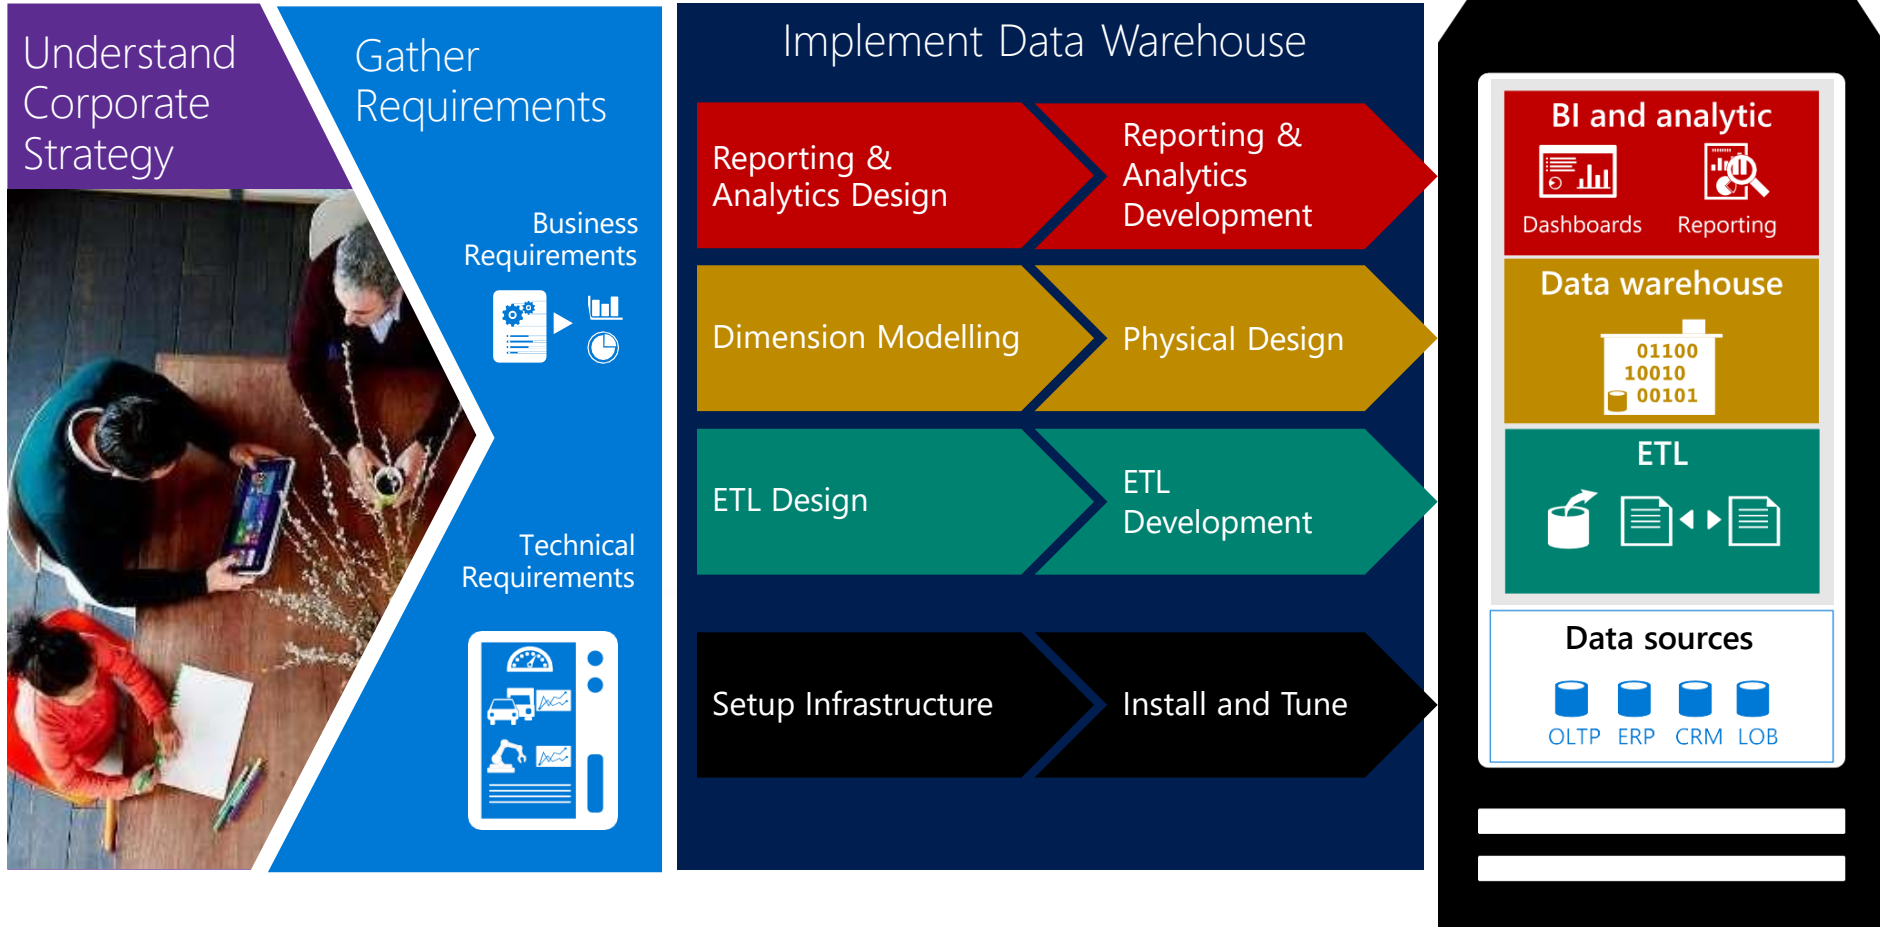 Understand
Corporate
Strategy
Gather
Requirements
Business
Requirements
Technical
Requirements
Implement Data Warehouse
Reporting &
Analytics Design
Reporting &
Analytics
Development
Dimension Modelling
Physical Design
ETL Design
ETL
Development
Setup Infrastructure
Install and Tune
BI and analytic
Dashboards
Reporting
Data warehouse
01100
10010
00101
ETL
Data sources
OLTP ERP CRM LOB